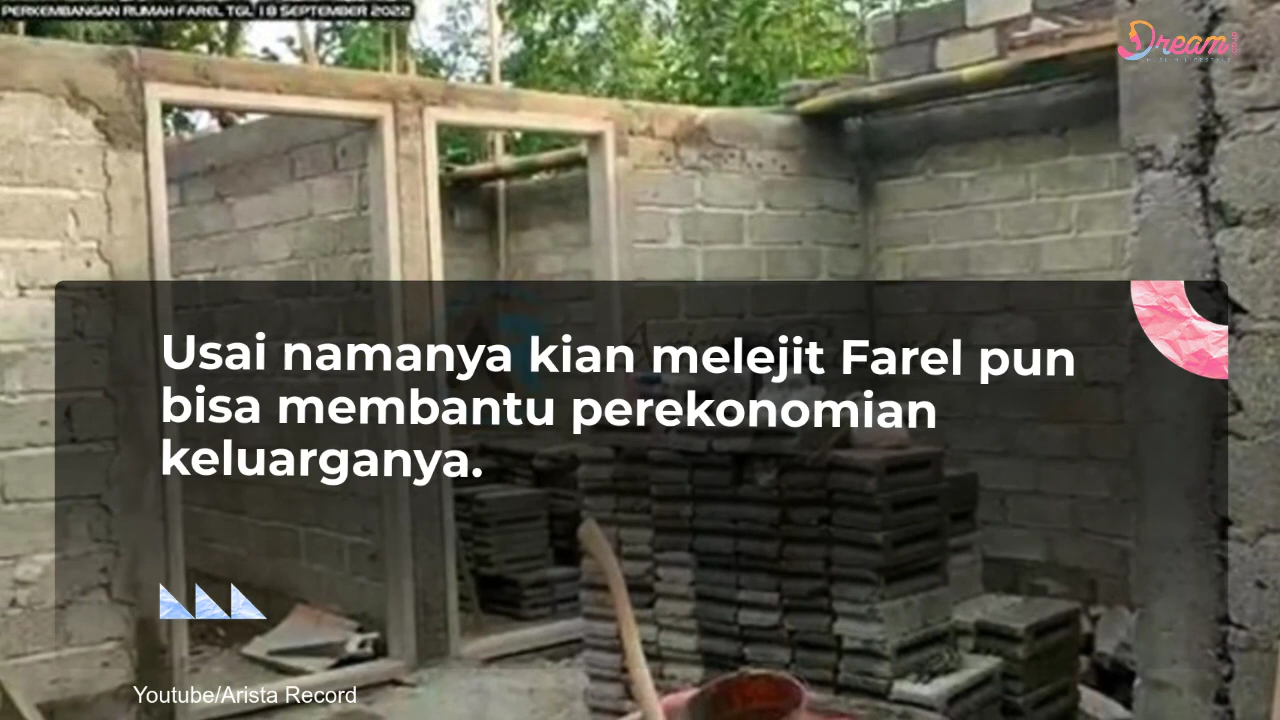 PERKEMBANGAN RUMAH FAREL TGL 18 SEPTEMBER 2022
Dream
Usai namanya kian melejit Farel pun
bisa membantu perekonomian
keluarganya.
Youtube/Arista Record